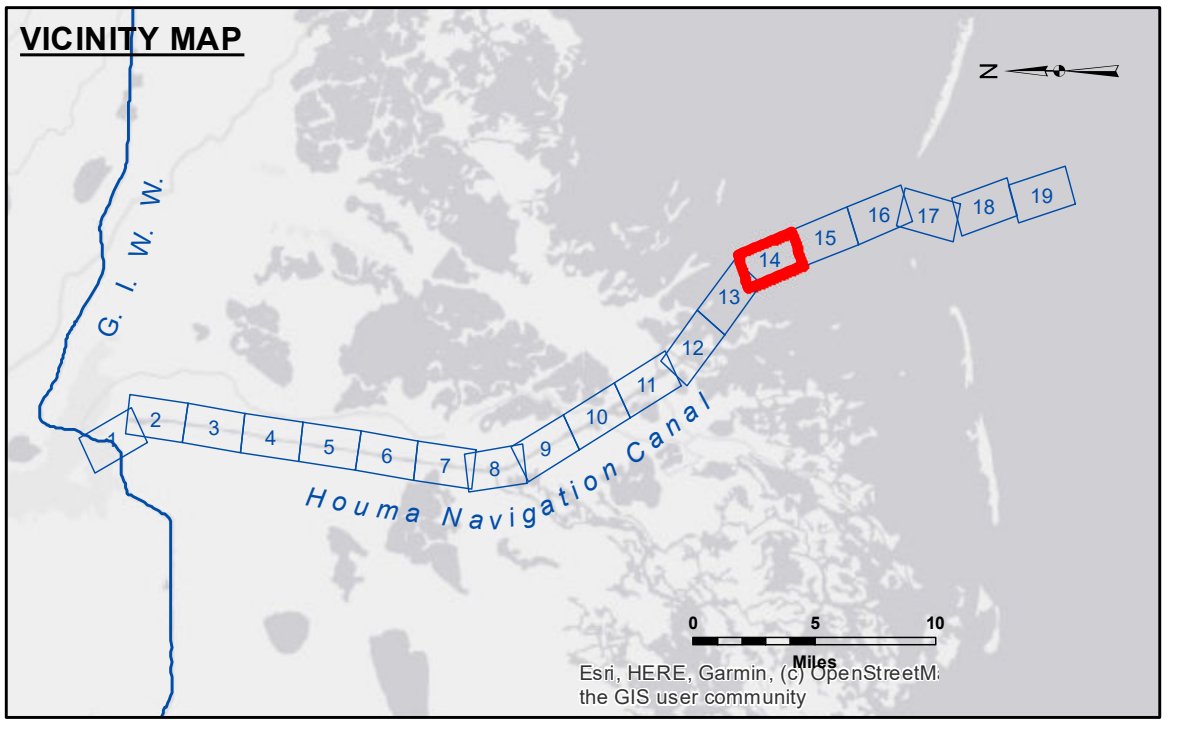 VICINITY MAP
N
G. I. W. W.
1
2
3
4
5
6
7
8
9
10
11
12
13
14
15
16
17
18
19
Houma Navigation Canal
0 5 10
Miles
Esri, HERE, Garmin, (c) OpenStreetM
the GIS user community